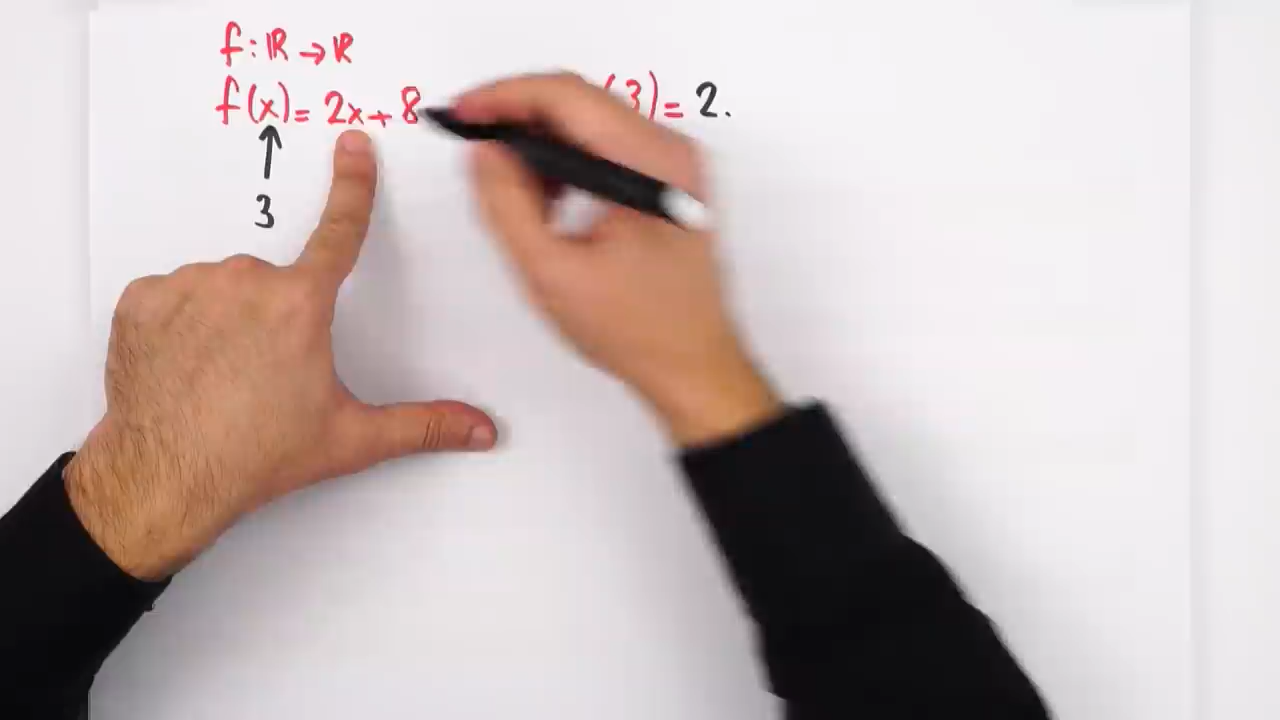 f : ℝ → ℝ
f(x) = 2x + 8 (3) = 2.
↑
3